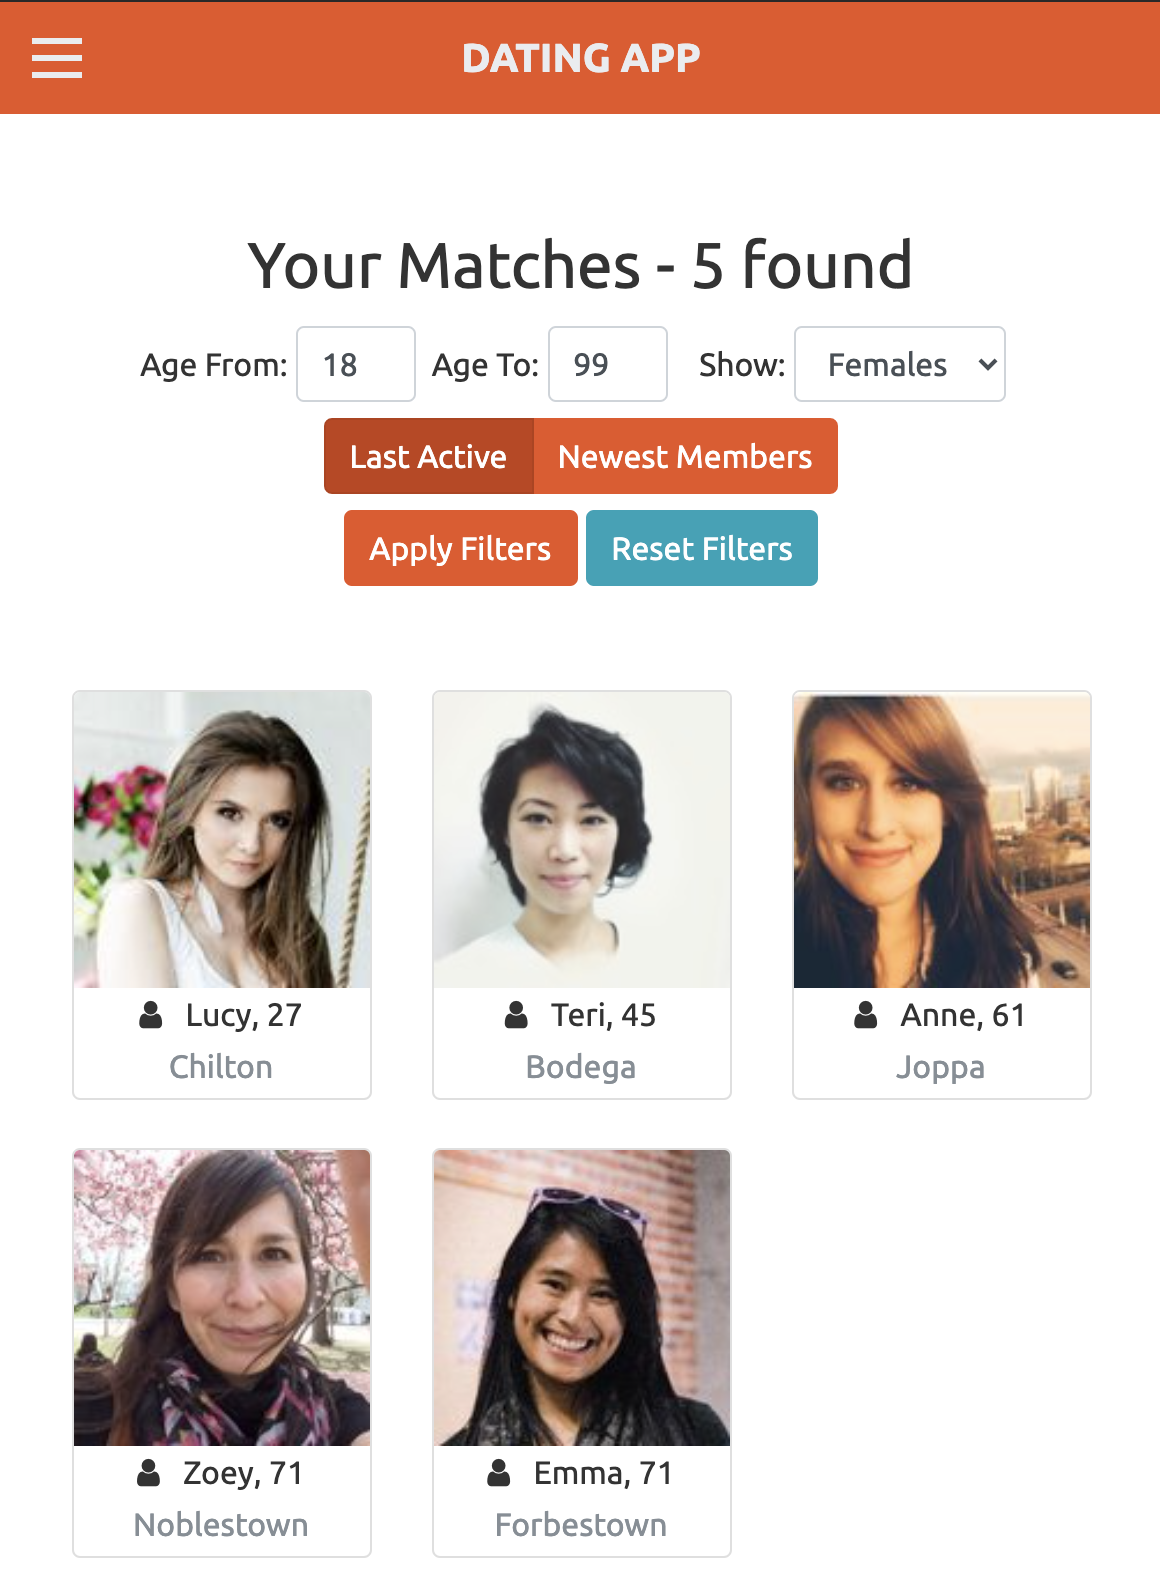 DATING APP
Your Matches - 5 found
Age From: 18 Age To: 99 Show: Females
Last Active Newest Members
Apply Filters Reset Filters
Lucy, 27
Chilton
Teri, 45
Bodega
Anne, 61
Joppa
Zoey, 71
Noblestown
Emma, 71
Forbestown